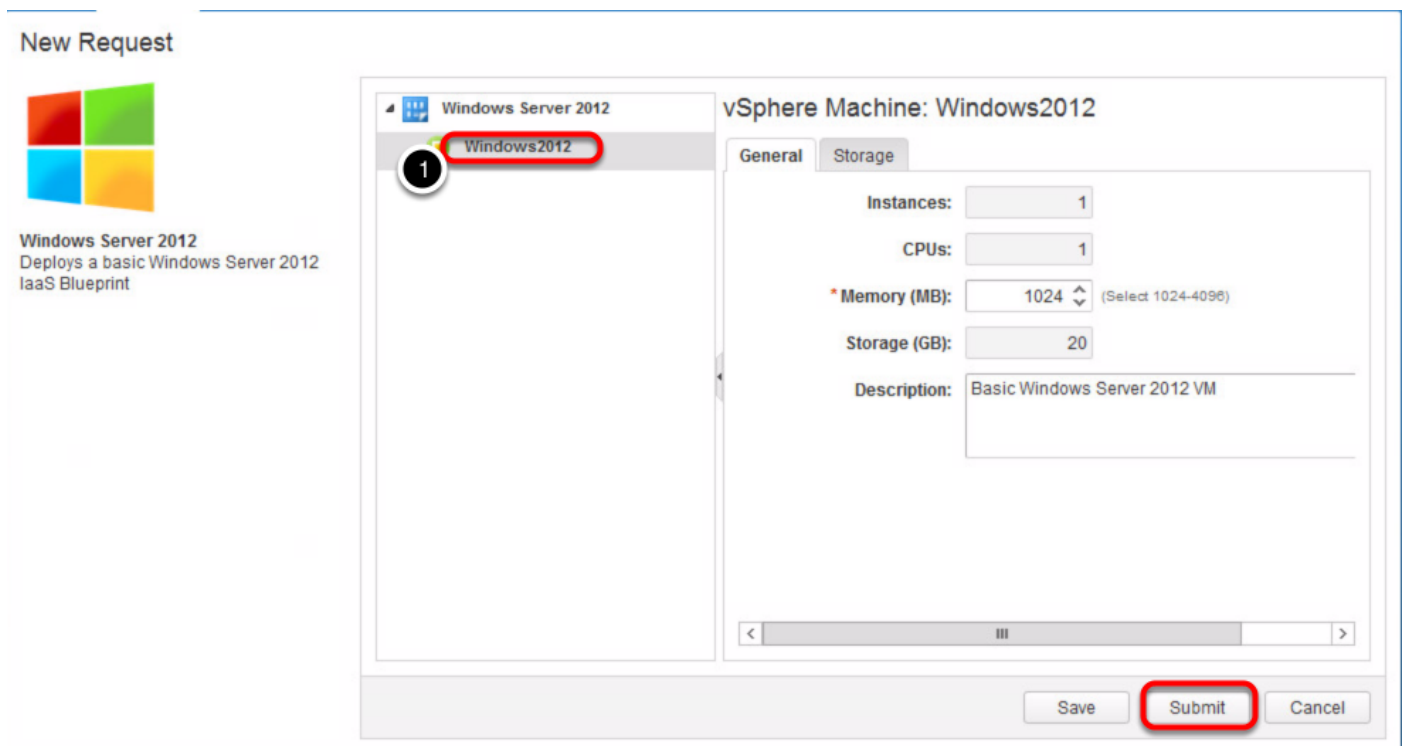 New Request
Windows Server 2012
Deploys a basic Windows Server 2012
IaaS Blueprint
Windows Server 2012
Windows2012
1
vSphere Machine: Windows2012
General Storage
Instances: 1
CPUs: 1
* Memory (MB): 1024 (Select 1024-4096)
Storage (GB): 20
Description: Basic Windows Server 2012 VM
Save Submit Cancel